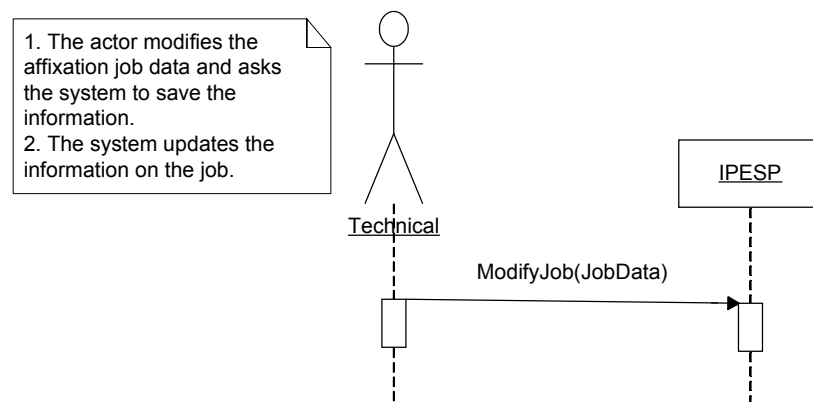 1. The actor modifies the
affixation job data and asks
the system to save the
information.
2. The system updates the
information on the job.
IPESP
Technical
ModifyJob(JobData)